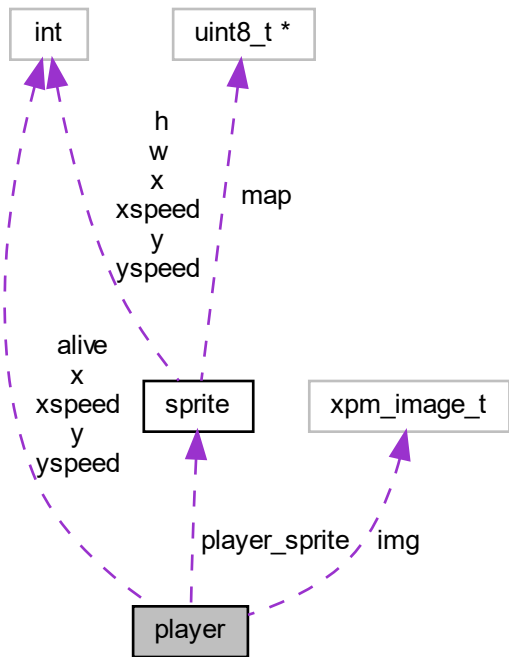 int
uint8_t *
h
w
x
xspeed
y
yspeed
map
alive
x
xspeed
y
yspeed
sprite
xpm_image_t
player_sprite
img
player